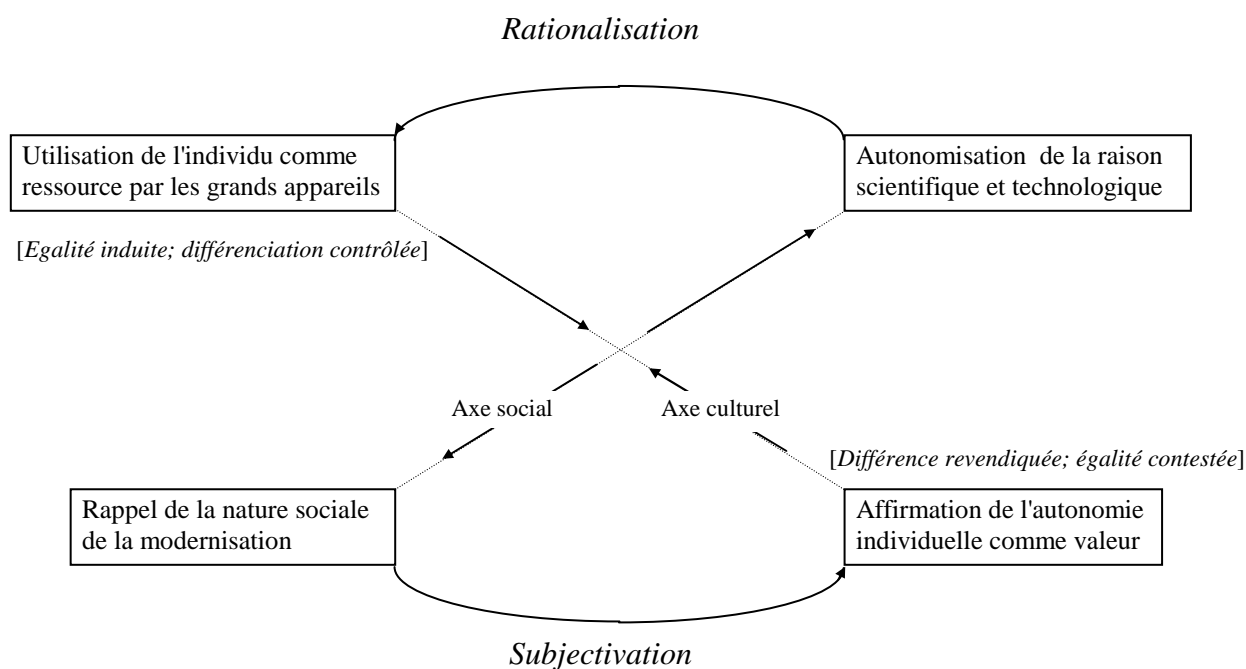 Rationalisation
Utilisation de l'individu comme
ressource par les grands appareils
Autonomisation de la raison
scientifique et technologique
[Egalité induite; différenciation contrôlée]
Axe social
Axe culturel
[Différence revendiquée; égalité contestée]
Rappel de la nature sociale
de la modernisation
Affirmation de l'autonomie
individuelle comme valeur
Subjectivation